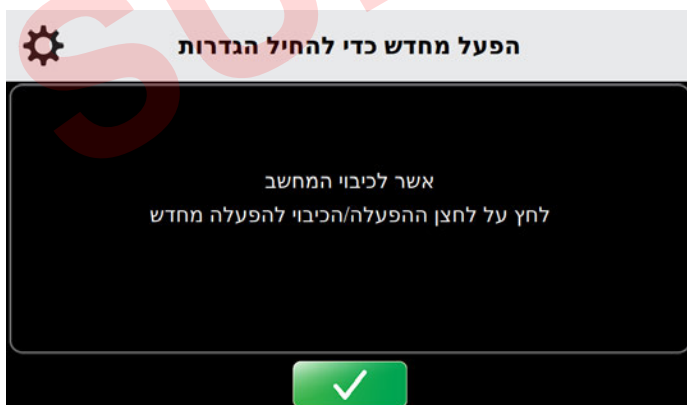 הפעל מחדש כדי להחיל הגדרות
אשר לכיבוי המחשב
לחץ על לחצן ההפעלה/הכיבוי להפעלה מחדש